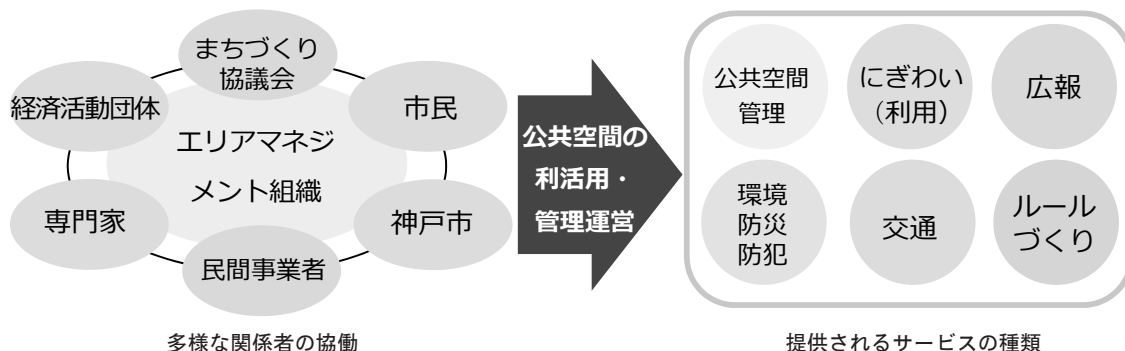 まちづくり
協議会
経済活動団体
市民
エリアマネジ
メント組織
専門家
神戸市
民間事業者
多様な関係者の協働
公共空間の
利活用・
管理運営
公共空間
管理
にぎわい
（利用）
広報
環境
防災
防犯
交通
ルール
づくり
提供されるサービスの種類